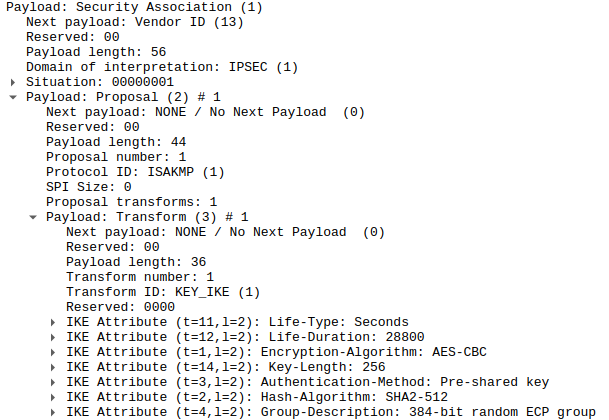 Payload: Security Association (1)
Next payload: Vendor ID (13)
Reserved: 00
Payload length: 56
Domain of interpretation: IPSEC (1)
Situation: 00000001
Payload: Proposal (2) # 1
Next payload: NONE / No Next Payload  (0)
Reserved: 00
Payload length: 44
Proposal number: 1
Protocol ID: ISAKMP (1)
SPI Size: 0
Proposal transforms: 1
Payload: Transform (3) # 1
Next payload: NONE / No Next Payload  (0)
Reserved: 00
Payload length: 36
Transform number: 1
Transform ID: KEY_IKE (1)
Reserved: 0000
IKE Attribute (t=11,l=2): Life-Type: Seconds
IKE Attribute (t=12,l=2): Life-Duration: 28800
IKE Attribute (t=1,l=2): Encryption-Algorithm: AES-CBC
IKE Attribute (t=14,l=2): Key-Length: 256
IKE Attribute (t=3,l=2): Authentication-Method: Pre-shared key
IKE Attribute (t=2,l=2): Hash-Algorithm: SHA2-512
IKE Attribute (t=4,l=2): Group-Description: 384-bit random ECP group